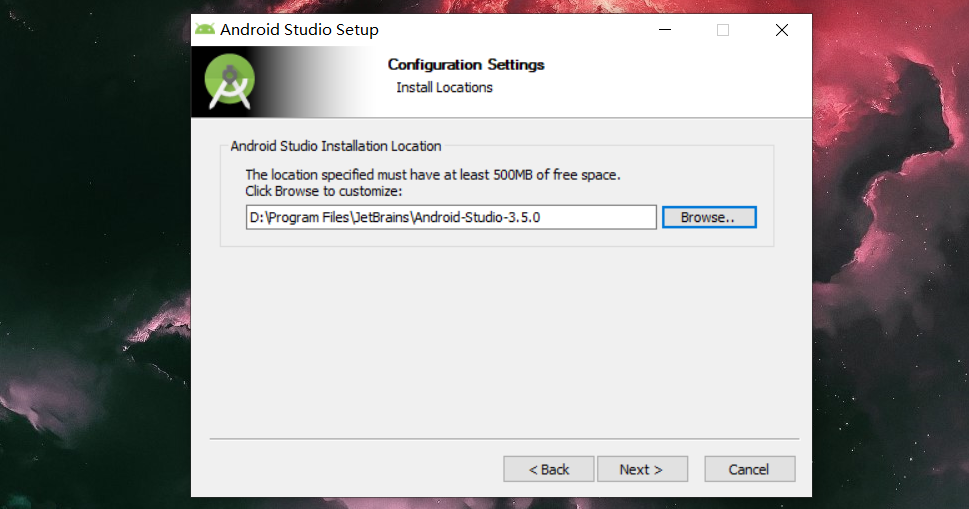 Android Studio Setup
Configuration Settings
Install Locations
Android Studio Installation Location
The location specified must have at least 500MB of free space.
Click Browse to customize:
D:\Program Files\JetBrains\Android-Studio-3.5.0
Browse..
< Back
Next >
Cancel